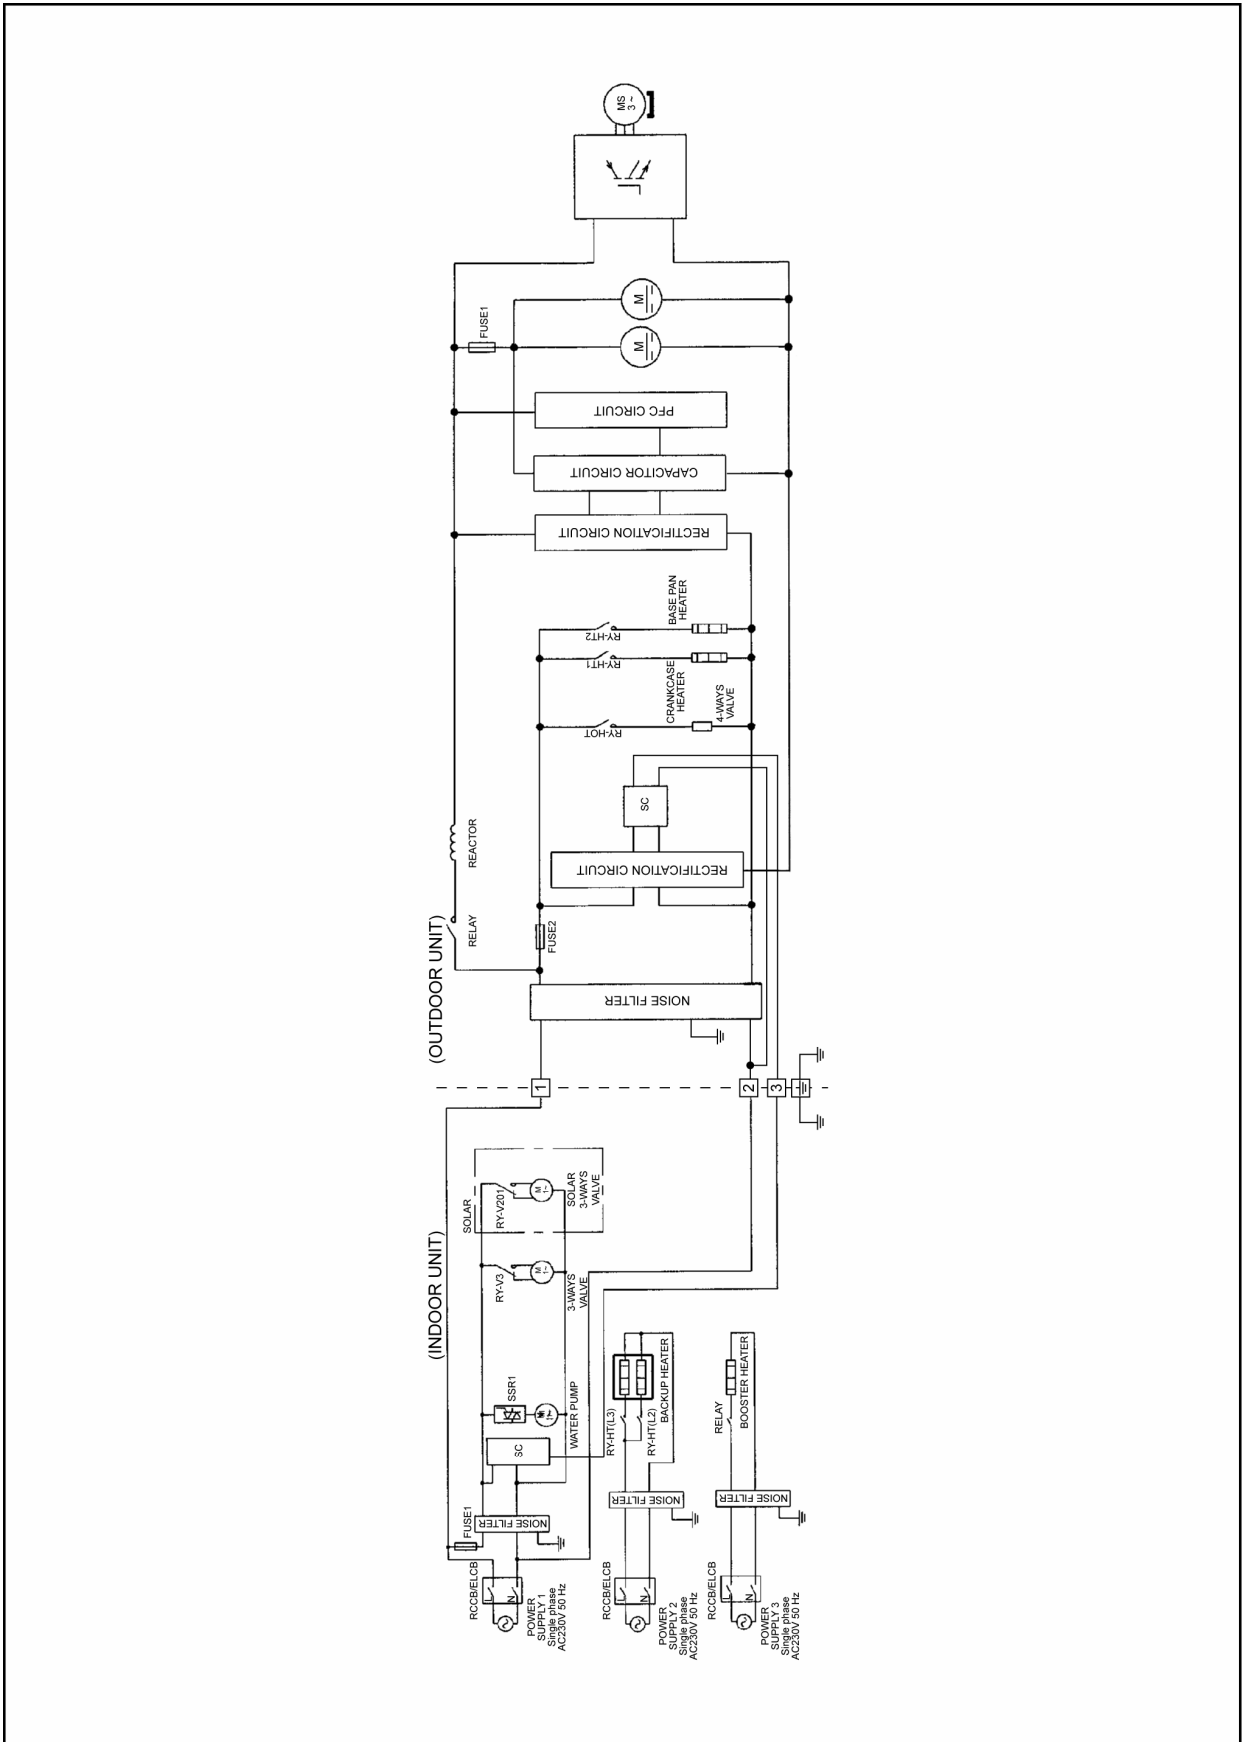 MS
3 ~
FUSE1
M
M
PFC CIRCUIT
CAPACITOR CIRCUIT
RECTIFICATION CIRCUIT
BASE PAN
HEATER
RY-HT2
RY-HT1
CRANKCASE
HEATER
4-WAYS
VALVE
RY-HOT
SC
RECTIFICATION CIRCUIT
REACTOR
RELAY
FUSE2
(OUTDOOR UNIT)
NOISE FILTER
1
2
3
(INDOOR UNIT)
SOLAR
RY-V201
M
1~
SOLAR
3-WAYS
VALVE
RY-V3
M
1~
3-WAYS
VALVE
SSR1
WATER PUMP
SC
FUSE1
NOISE FILTER
RCCB/ELCB
L
N
POWER
SUPPLY 1
Single phase
AC230V 50 Hz
RY-HT(L3)
RY-HT(L2)
BACKUP HEATER
NOISE FILTER
RCCB/ELCB
L
N
POWER
SUPPLY 2
Single phase
AC230V 50 Hz
RELAY
BOOSTER HEATER
NOISE FILTER
RCCB/ELCB
L
N
POWER
SUPPLY 3
Single phase
AC230V 50 Hz